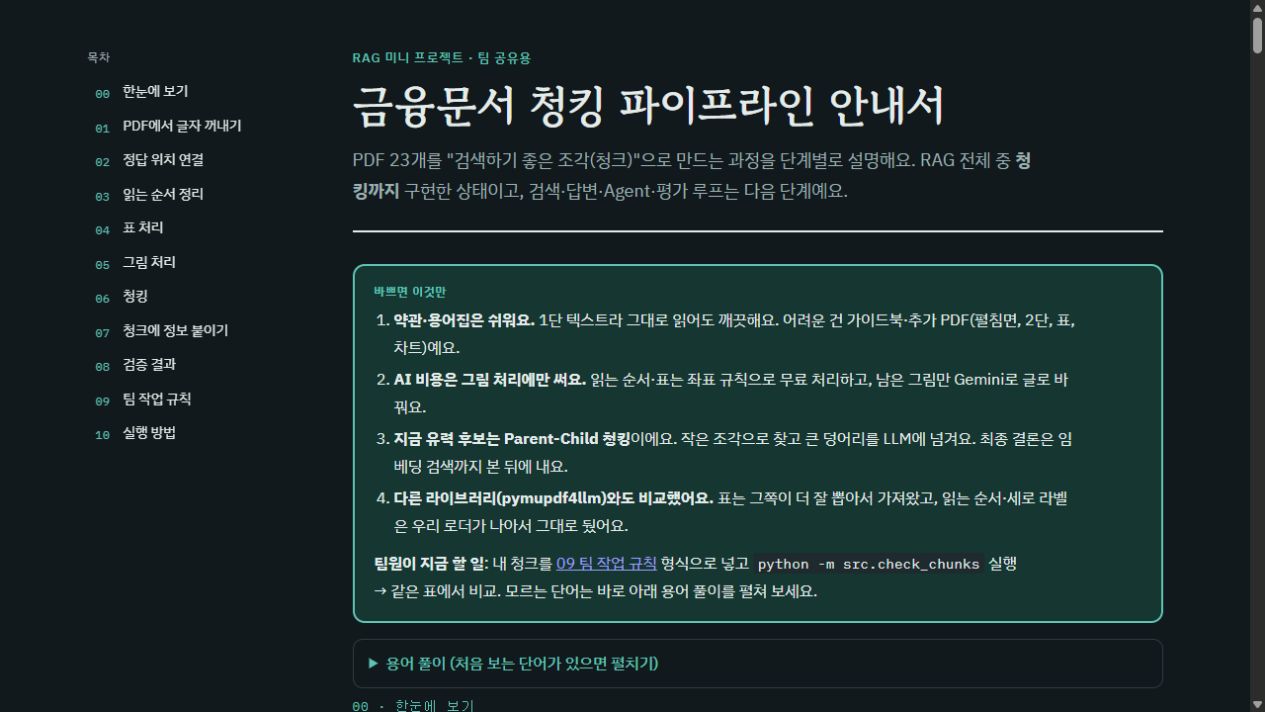 목차
00 한눈에 보기
01 PDF에서 글자 꺼내기
02 정답 위치 연결
03 읽는 순서 정리
04 표 처리
05 그림 처리
06 청킹
07 청크에 정보 붙이기
08 검증 결과
09 팀 작업 규칙
10 실행 방법
RAG 미니 프로젝트 · 팀 공유용
금융문서 청킹 파이프라인 안내서
PDF 23개를 "검색하기 좋은 조각(청크)"으로 만드는 과정을 단계별로 설명해요. RAG 전체 중 청
킹까지 구현한 상태이고, 검색·답변·Agent·평가 루프는 다음 단계예요.
바쁘면 이것만
1. 약관·용어집은 쉬워요. 1단 텍스트라 그대로 읽어도 깨끗해요. 어려운 건 가이드북·추가 PDF(펼침면, 2단, 표,
차트)예요.
2. AI 비용은 그림 처리에만 써요. 읽는 순서·표는 좌표 규칙으로 무료 처리하고, 남은 그림만 Gemini로 글로 바
꿔요.
3. 지금 유력 후보는 Parent-Child 청킹이에요. 작은 조각으로 찾고 큰 덩어리를 LLM에 넘겨요. 최종 결론은 임
베딩 검색까지 본 뒤에 내요.
4. 다른 라이브러리(pymupdf4llm)와도 비교했어요. 표는 그쪽이 더 잘 뽑아서 가져왔고, 읽는 순서·세로 라벨
은 우리 로더가 나아서 그대로 뒀어요.
팀원이 지금 할 일: 내 청크를 09 팀 작업 규칙 형식으로 넣고 python -m src.check_chunks 실행
→ 같은 표에서 비교. 모르는 단어는 바로 아래 용어 풀이를 펼쳐 보세요.
▶ 용어 풀이 (처음 보는 단어가 있으면 펼치기)
00 · 한눈에 보기